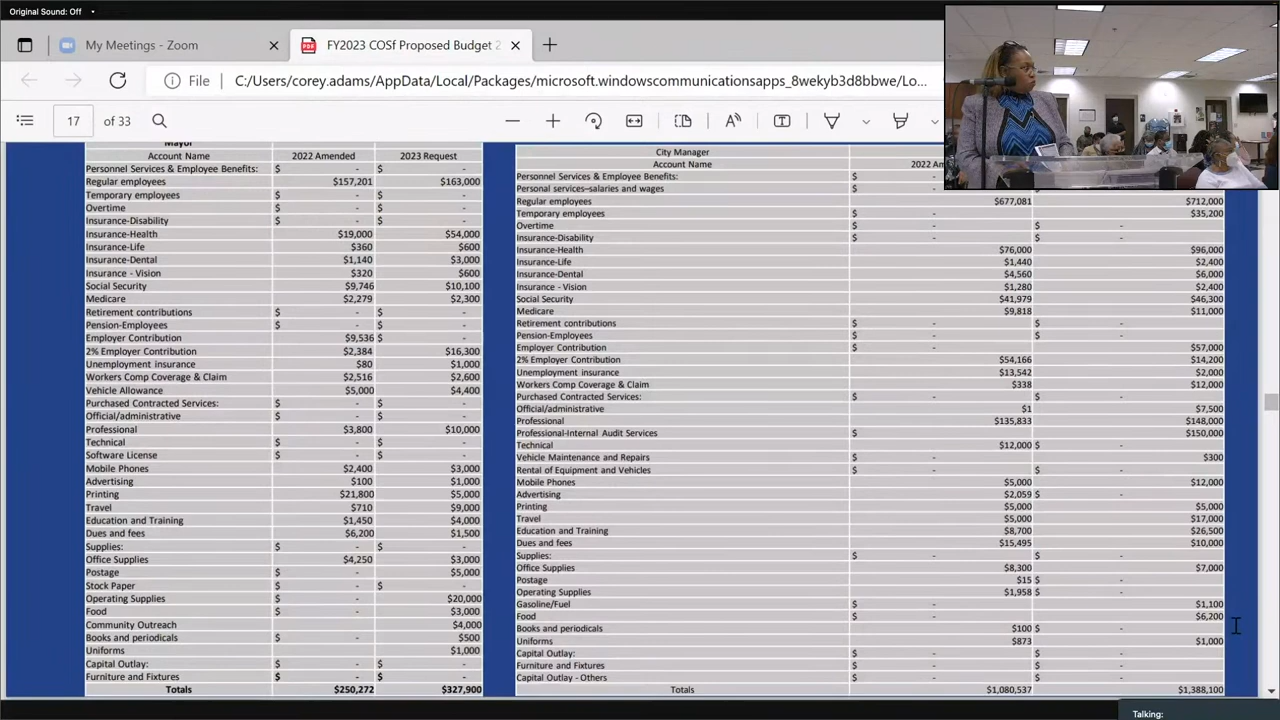 Original Sound: Off
My Meetings - Zoom
FY2023 COSf Proposed Budget 2
File C:/Users/corey.adams/AppData/Local/Packages/microsoft.windowscommunicationsapps_8wekyb3d8bbwe/Lo...
17 of 33
Mayor
Account Name 2022 Amended 2023 Request
Personnel Services & Employee Benefits: $ - $ -
Regular employees $157,201 $163,000
Temporary employees $ - $ -
Overtime $ - $ -
Insurance-Disability $ - $ -
Insurance-Health $19,000 $54,000
Insurance-Life $360 $600
Insurance-Dental $1,140 $3,000
Insurance - Vision $320 $600
Social Security $9,746 $10,100
Medicare $2,279 $2,300
Retirement contributions $ - $ -
Pension-Employees $ - $ -
Employer Contribution $9,536 $ -
2% Employer Contribution $2,384 $16,300
Unemployment insurance $80 $1,000
Workers Comp Coverage & Claim $2,516 $2,600
Vehicle Allowance $5,000 $4,400
Purchased Contracted Services: $ - $ -
Official/administrative $ - $ -
Professional $3,800 $10,000
Technical $ - $ -
Software License $ - $ -
Mobile Phones $2,400 $3,000
Advertising $100 $1,000
Printing $21,800 $5,000
Travel $710 $9,000
Education and Training $1,450 $4,000
Dues and fees $6,200 $1,500
Supplies: $ - $ -
Office Supplies $4,250 $3,000
Postage $ - $5,000
Stock Paper $ - $ -
Operating Supplies $ - $20,000
Food $ - $3,000
Community Outreach $4,000
Books and periodicals $ - $500
Uniforms $1,000
Capital Outlay: $ - $ -
Furniture and Fixtures $ - $ -
Totals $250,272 $327,900
City Manager
Account Name 2022 Am
Personnel Services & Employee Benefits: $
Personal services–salaries and wages $
Regular employees $677,081 $712,000
Temporary employees $ - $35,200
Overtime $ - $ -
Insurance-Disability $ - $ -
Insurance-Health $76,000 $96,000
Insurance-Life $1,440 $2,400
Insurance-Dental $4,560 $6,000
Insurance - Vision $1,280 $2,400
Social Security $41,979 $46,300
Medicare $9,818 $11,000
Retirement contributions $ - $ -
Pension-Employees $ - $ -
Employer Contribution $ - $57,000
2% Employer Contribution $54,166 $14,200
Unemployment insurance $13,542 $2,000
Workers Comp Coverage & Claim $338 $12,000
Purchased Contracted Services: $ - $ -
Official/administrative $1 $7,500
Professional $135,833 $148,000
Professional-Internal Audit Services $ $150,000
Technical $12,000 $ -
Vehicle Maintenance and Repairs $ - $300
Rental of Equipment and Vehicles $ - $ -
Mobile Phones $5,000 $12,000
Advertising $2,059 $ -
Printing $5,000 $5,000
Travel $5,000 $17,000
Education and Training $8,700 $26,500
Dues and fees $15,495 $10,000
Supplies: $ - $ -
Office Supplies $8,300 $7,000
Postage $15 $ -
Operating Supplies $1,958 $ -
Gasoline/Fuel $ - $1,100
Food $ - $6,200
Books and periodicals $100 $ -
Uniforms $873 $1,000
Capital Outlay: $ - $ -
Furniture and Fixtures $ - $ -
Capital Outlay - Others $ - $ -
Totals $1,080,537 $1,388,100
Talking: